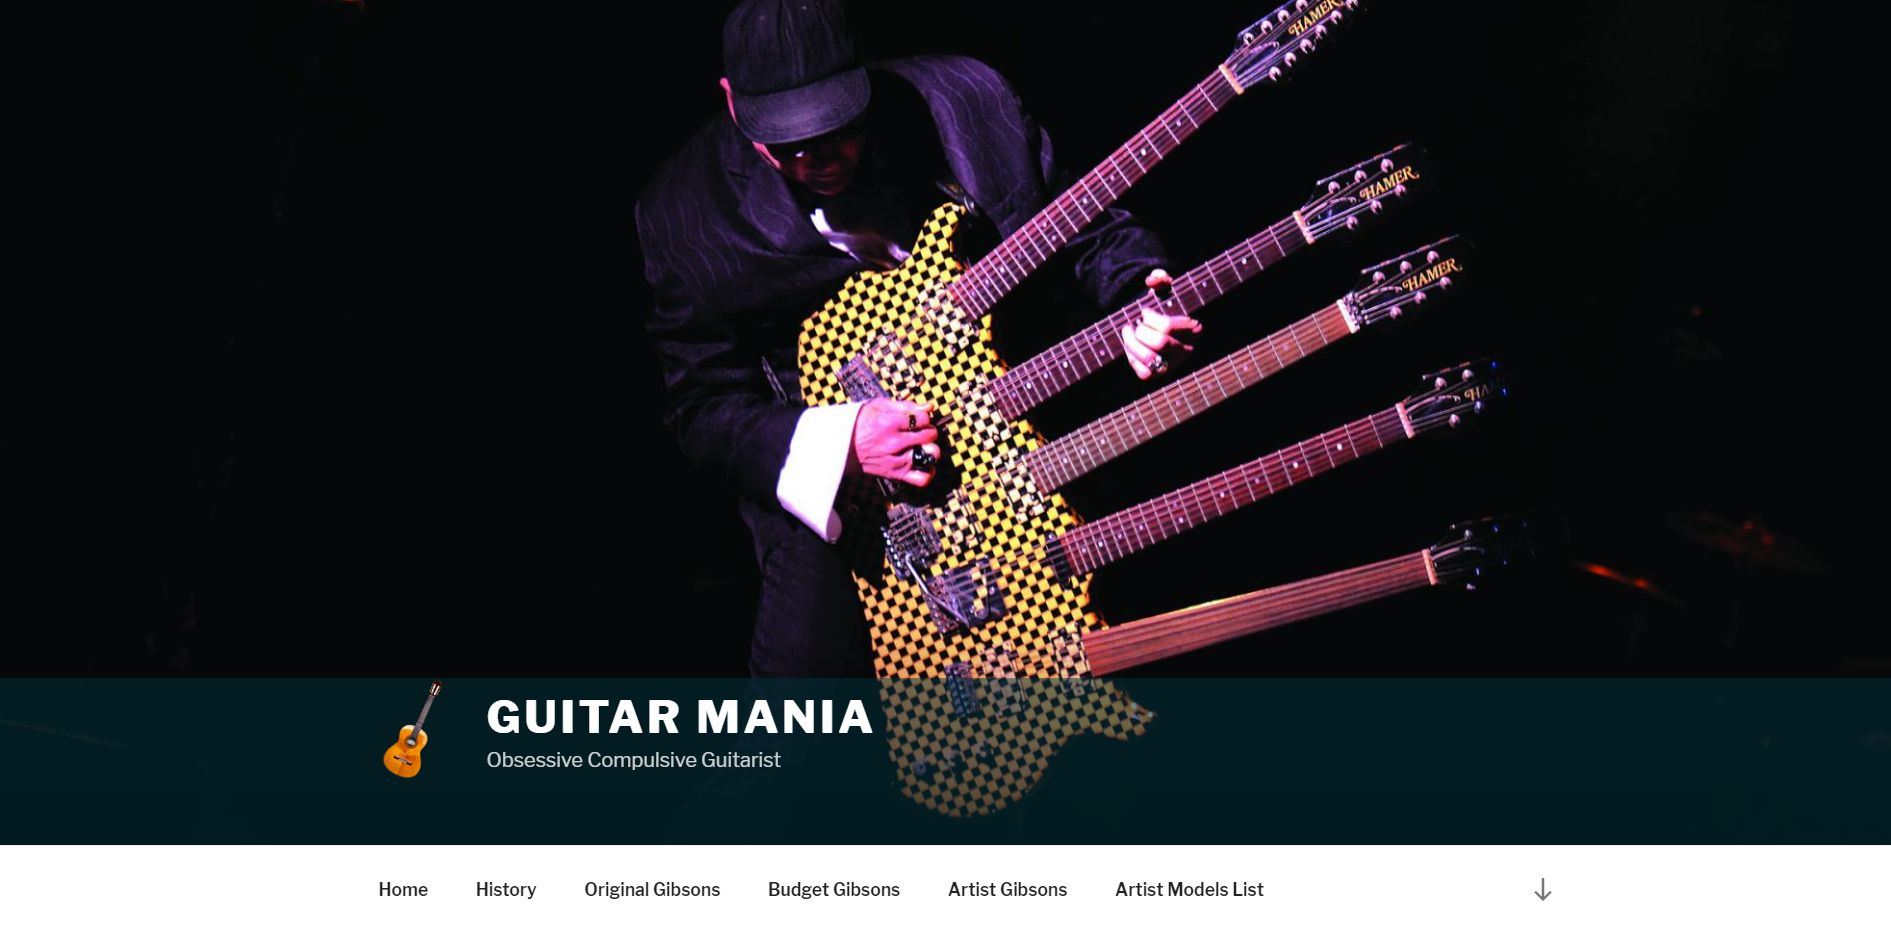 HAMER
HAMER
HAMER
GUITAR MANIA
Obsessive Compulsive Guitarist
Home
History
Original Gibsons
Budget Gibsons
Artist Gibsons
Artist Models List